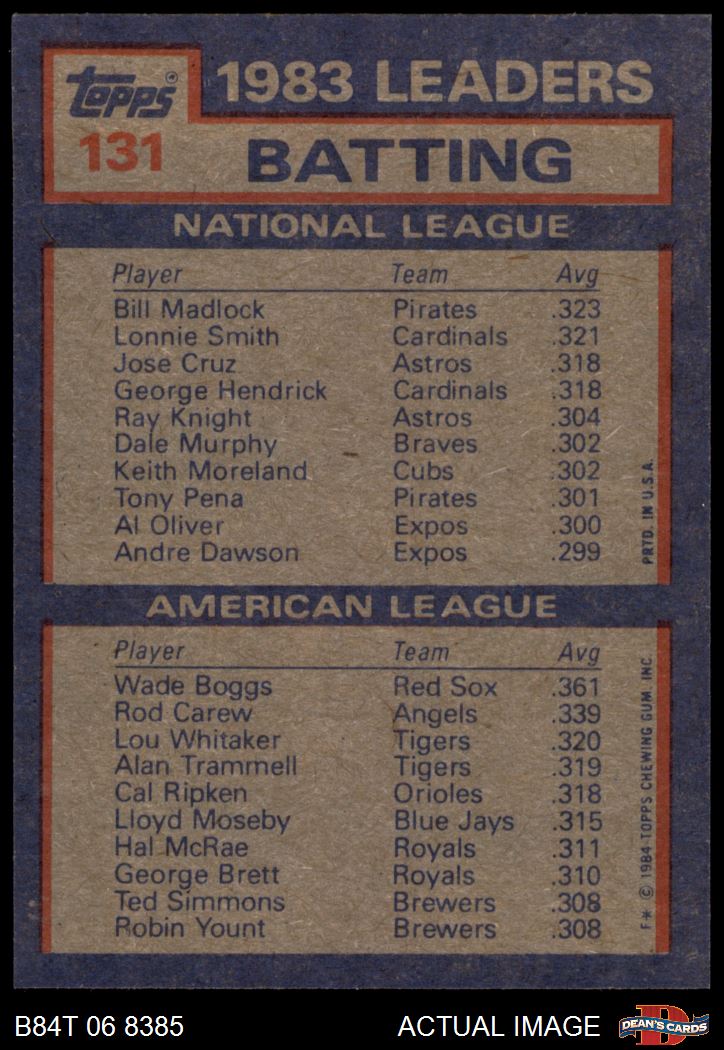 Topps
131
1983 LEADERS
BATTING
NATIONAL LEAGUE
Player Team Avg
Bill Madlock Pirates .323
Lonnie Smith Cardinals .321
Jose Cruz Astros .318
George Hendrick Cardinals .318
Ray Knight Astros .304
Dale Murphy Braves .302
Keith Moreland Cubs .302
Tony Pena Pirates .301
Al Oliver Expos .300
Andre Dawson Expos .299
PRTD. IN U.S.A.
AMERICAN LEAGUE
Player Team Avg
Wade Boggs Red Sox .361
Rod Carew Angels .339
Lou Whitaker Tigers .320
Alan Trammell Tigers .319
Cal Ripken Orioles .318
Lloyd Moseby Blue Jays .315
Hal McRae Royals .311
George Brett Royals .310
Ted Simmons Brewers .308
Robin Yount Brewers .308
F* © 1984 TOPPS CHEWING GUM, INC.
B84T 06 8385 ACTUAL IMAGE
D
DEAN'S CARDS